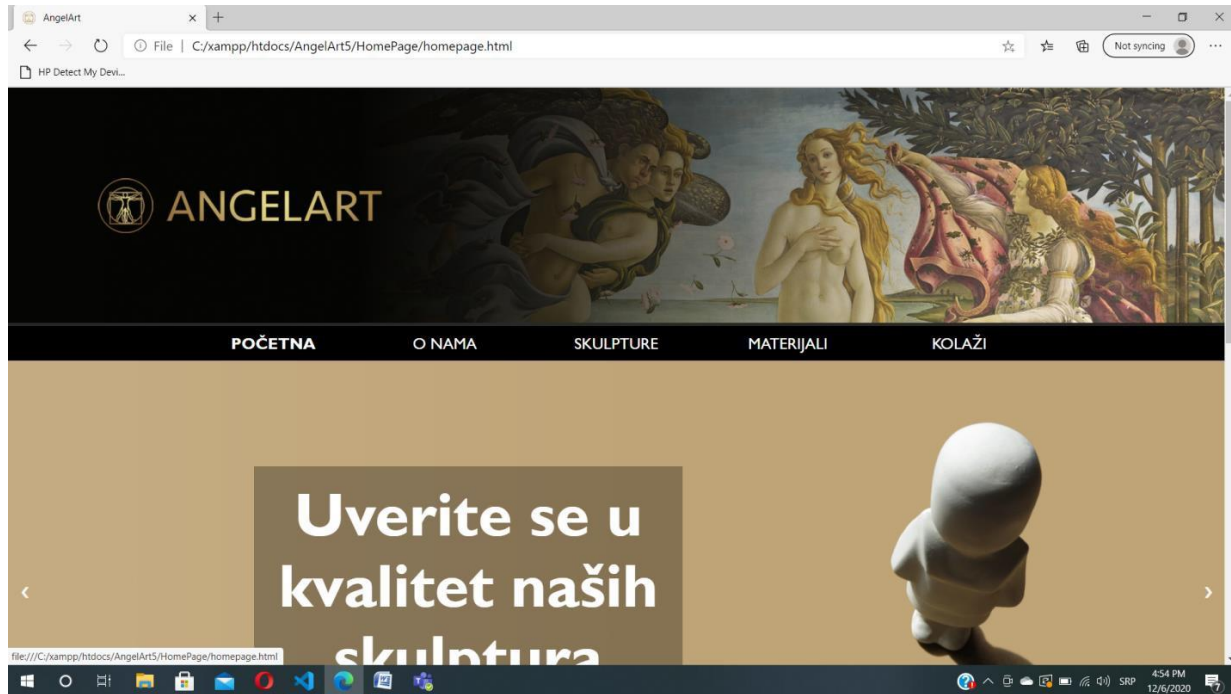 AngelArt
File | C:/xampp/htdocs/AngelArt5/HomePage/homepage.html
Not syncing
HP Detect My Devi...
ANGELART
POČETNA O NAMA SKULPTURE MATERIJALI KOLAŽI
Uverite se u
kvalitet naših
skulptura
file:///C:/xampp/htdocs/AngelArt5/HomePage/homepage.html
SRP
4:54 PM
12/6/2020